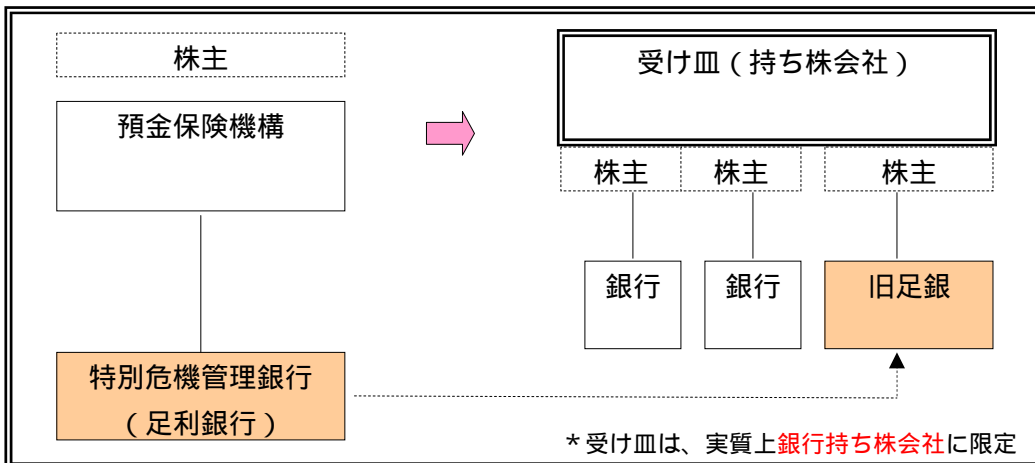 株主
預金保険機構
特別危機管理銀行
(足利銀行)
受け皿(持ち株会社)
株主
株主
株主
銀行
銀行
旧足銀
*受け皿は、実質上銀行持ち株会社に限定